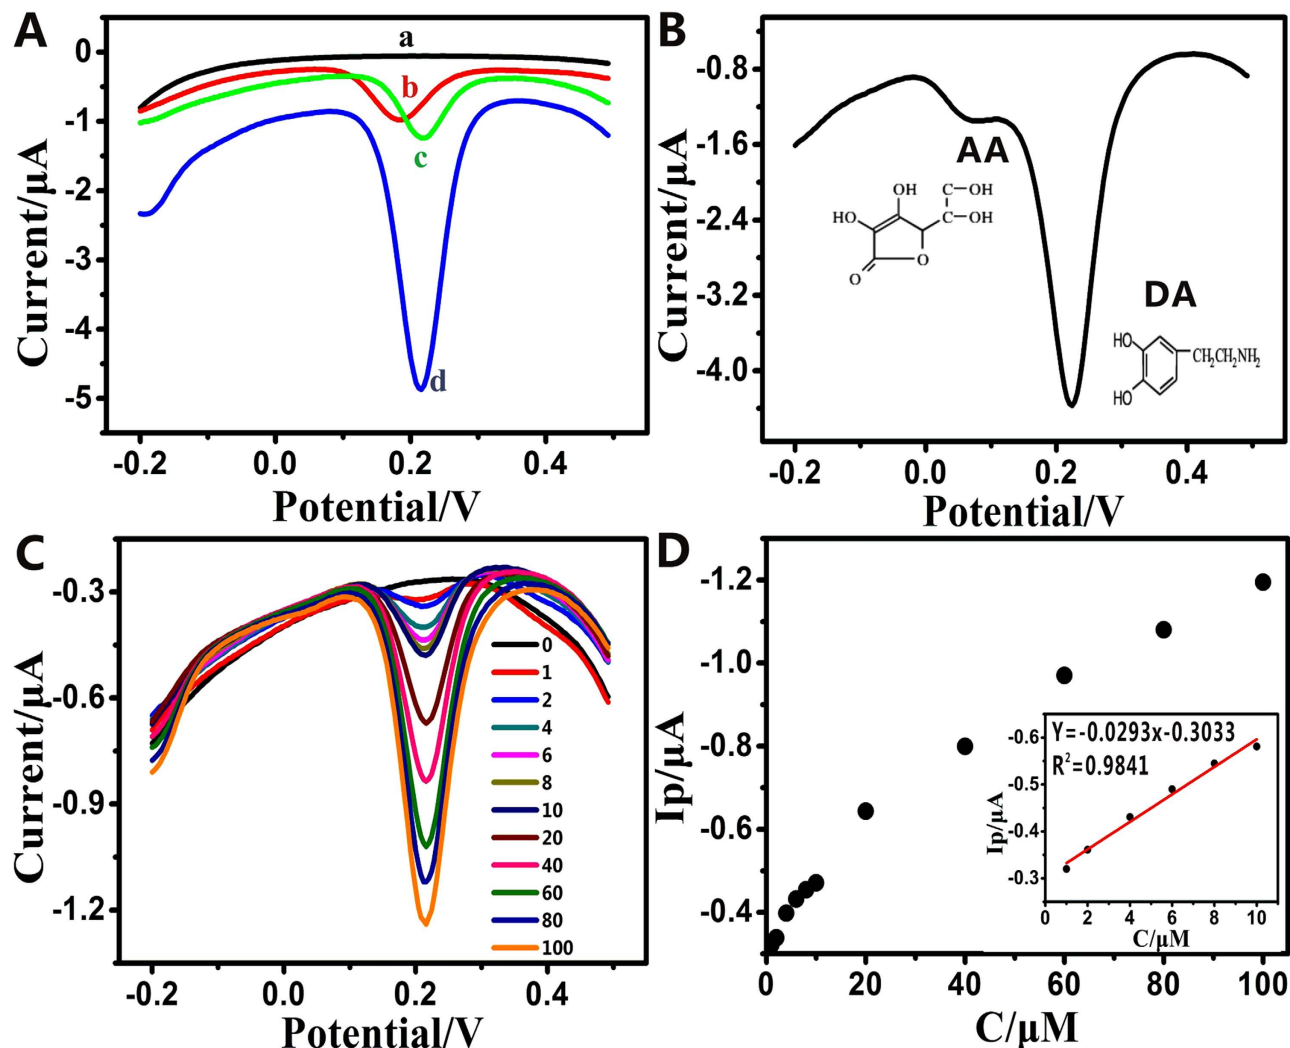 A
0
-1
-2
-3
-4
-5
Current/μA
a
b
c
d
-0.2
0.0
0.2
0.4
Potential/V
B
-0.8
-1.6
-2.4
-3.2
-4.0
Current/μA
AA
OH
C-OH
HO
C-OH
O
O
DA
HO
HO
CH2CH2NH2
-0.2
0.0
0.2
0.4
Potential/V
C
-0.3
-0.6
-0.9
-1.2
Current/μA
0
1
2
4
6
8
10
20
40
60
80
100
-0.2
0.0
0.2
0.4
Potential/V
D
-1.2
-1.0
-0.8
-0.6
-0.4
Ip/μA
Y=-0.0293x-0.3033
R²=0.9841
-0.6
-0.5
-0.4
-0.3
Ip/μA
0
2
4
6
8
10
C/μM
0
20
40
60
80
100
C/μM